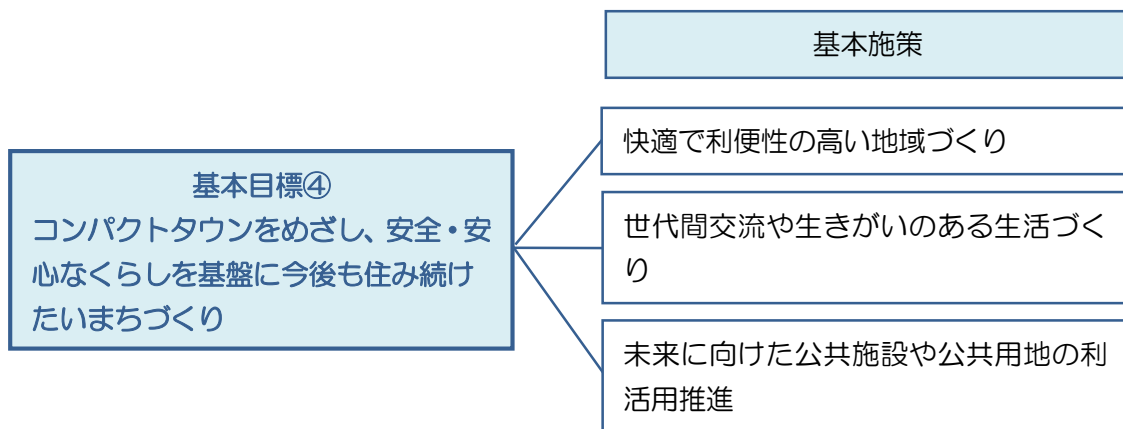 基本施策
基本目標④
コンパクトタウンをめざし、安全・安
心なくらしを基盤に今後も住み続け
たいまちづくり
快適で利便性の高い地域づくり
世代間交流や生きがいのある生活づく
り
未来に向けた公共施設や公共用地の利
活用推進